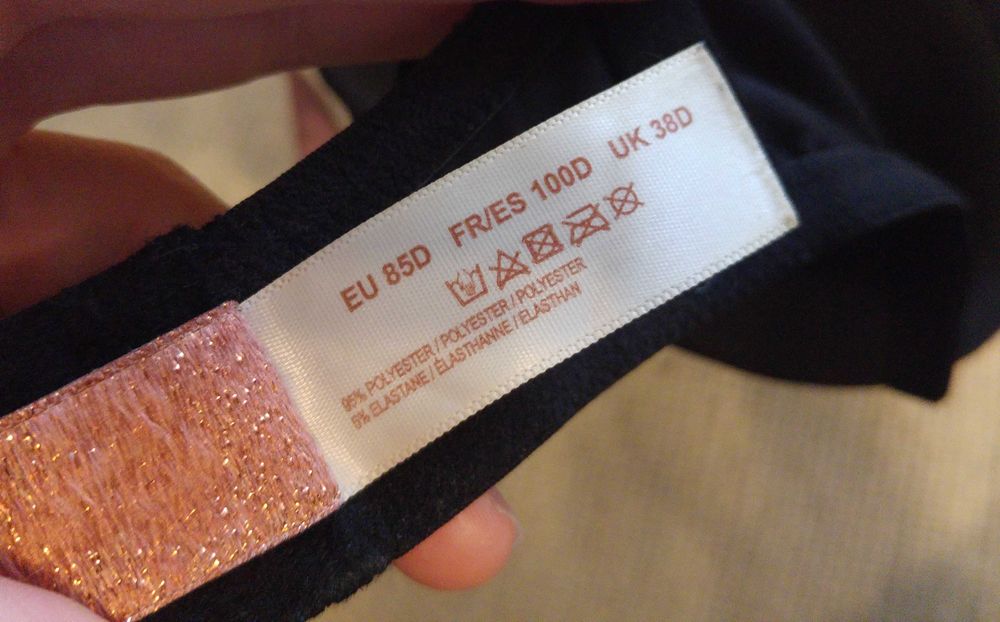 EU 85D FR/ES 100D UK 38D
95% POLYESTER / POLYESTER / POLYESTER
5% ELASTANE / ÉLASTHANNE / ELASTHAN